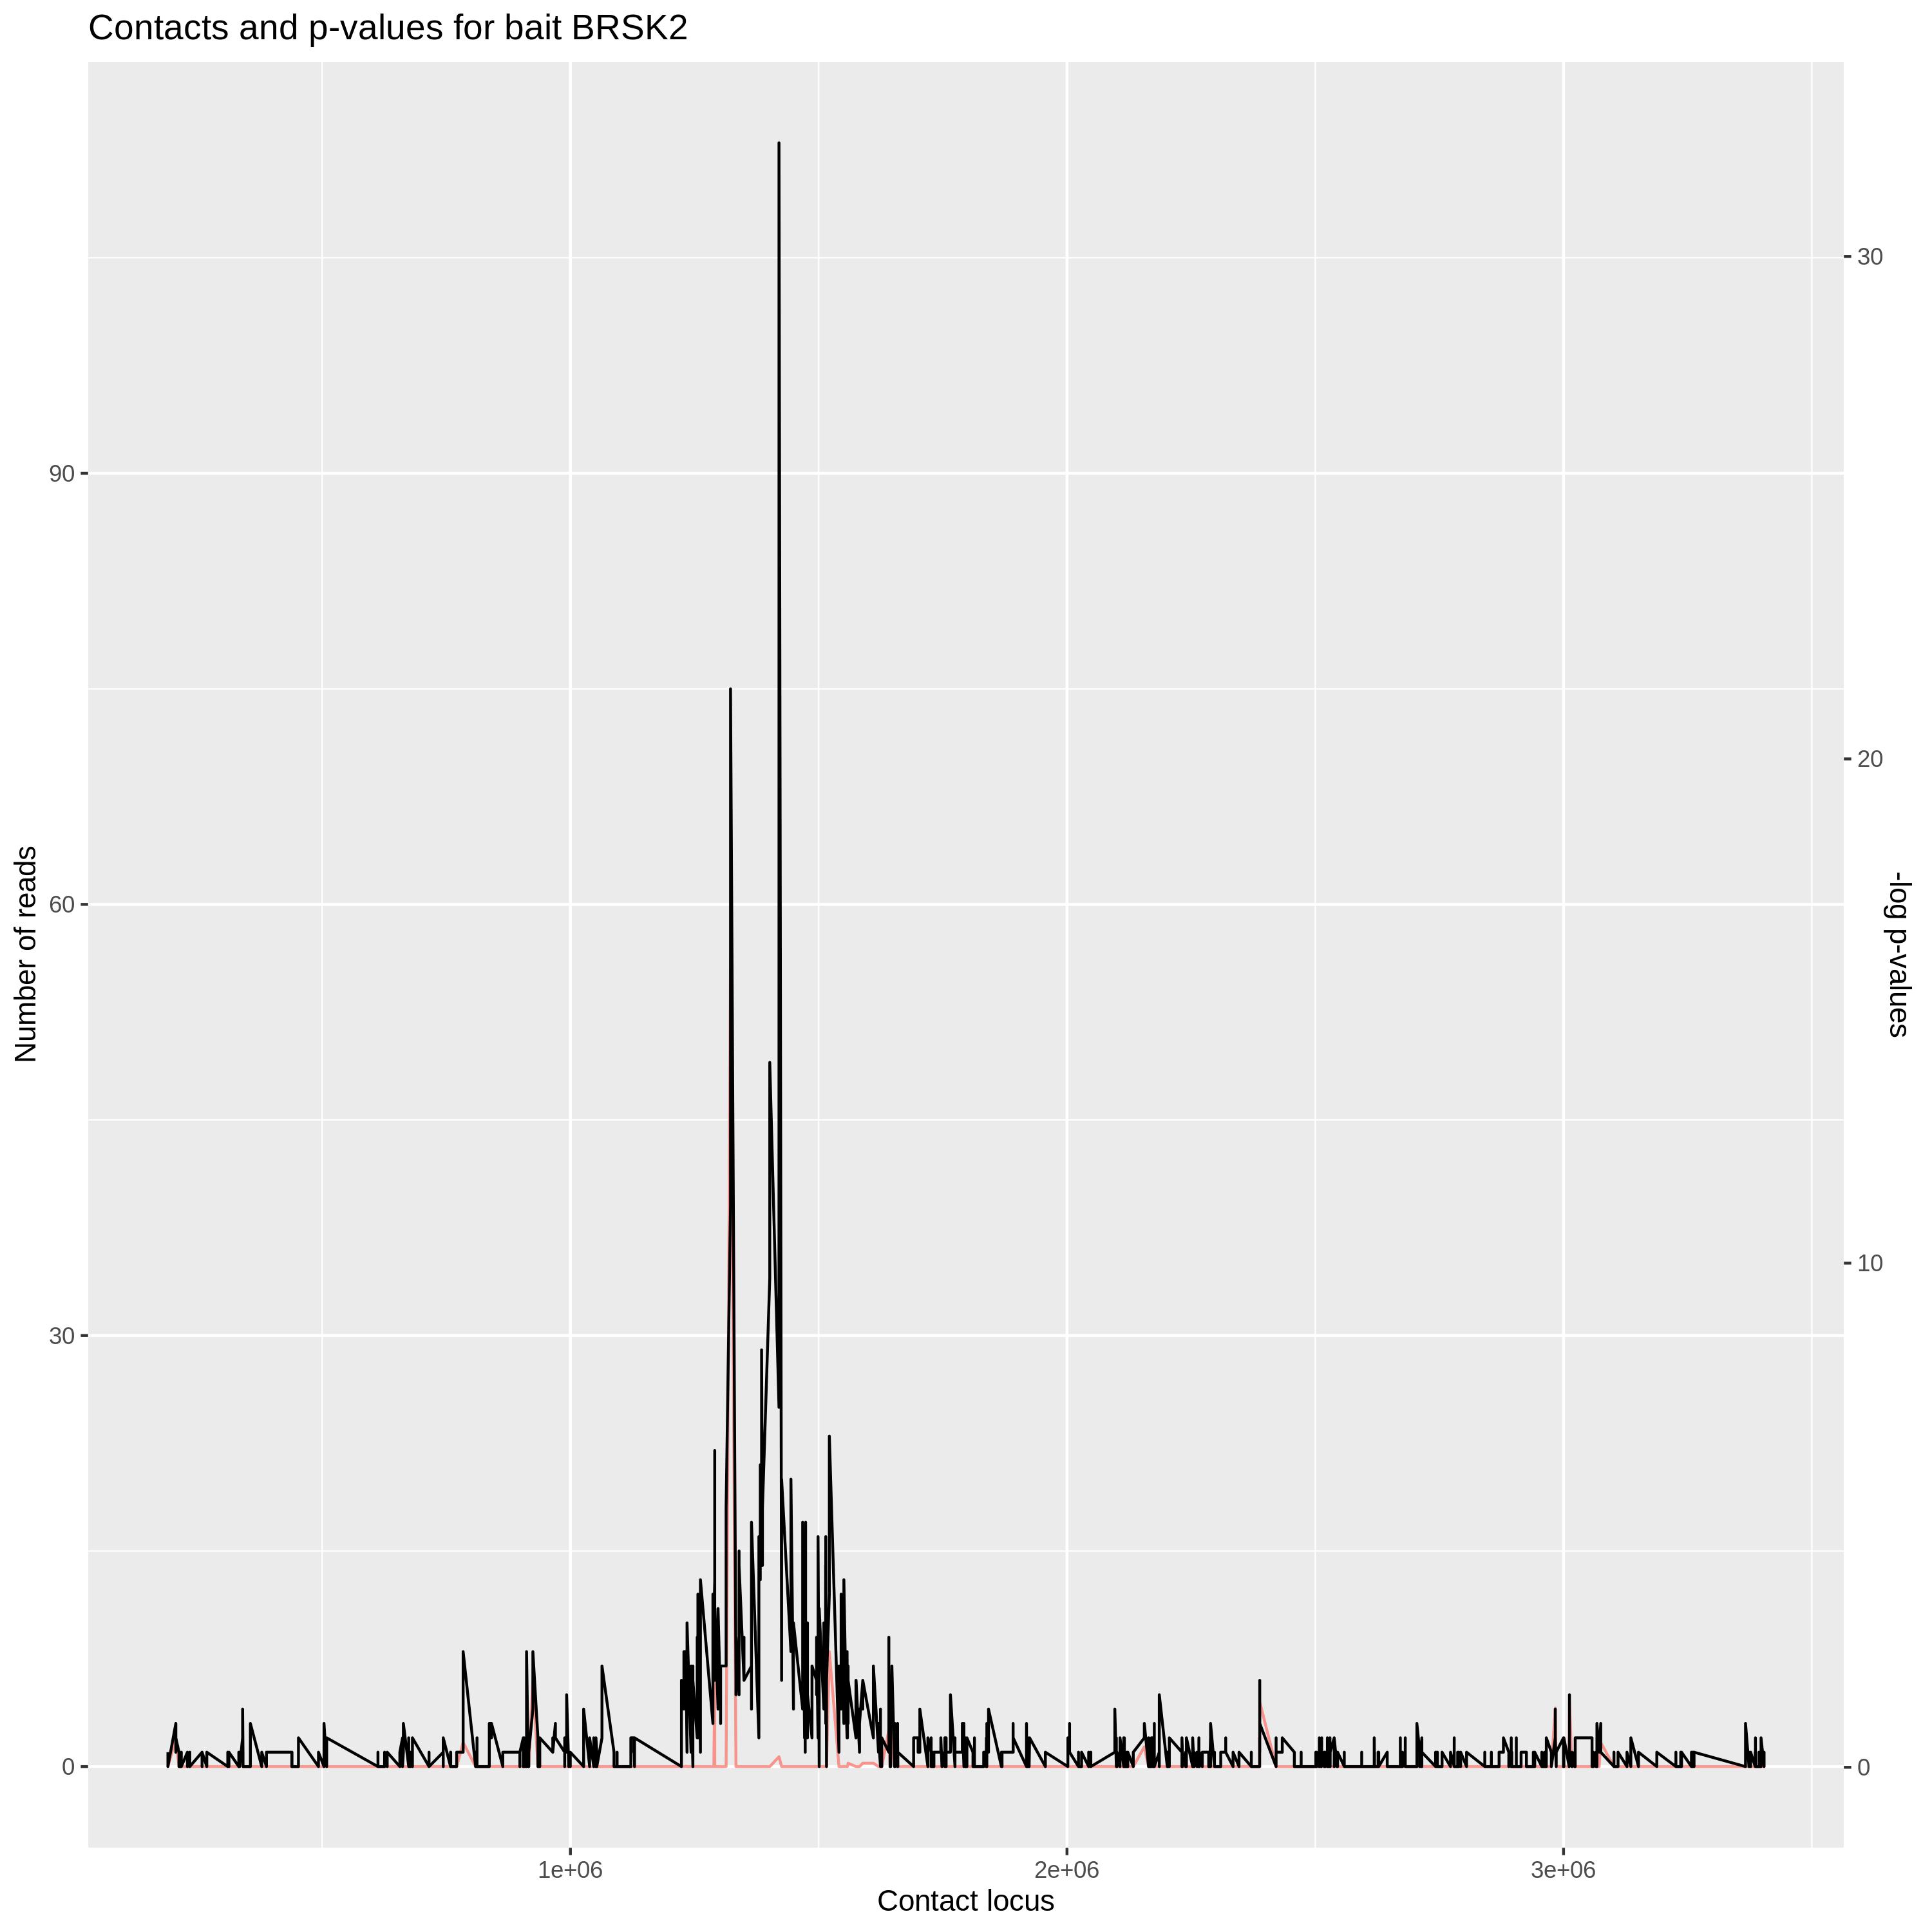 Contacts and p-values for bait BRSK2
90
60
30
0
Number of reads
30
20
10
0
-log p-values
1e+06
2e+06
3e+06
Contact locus